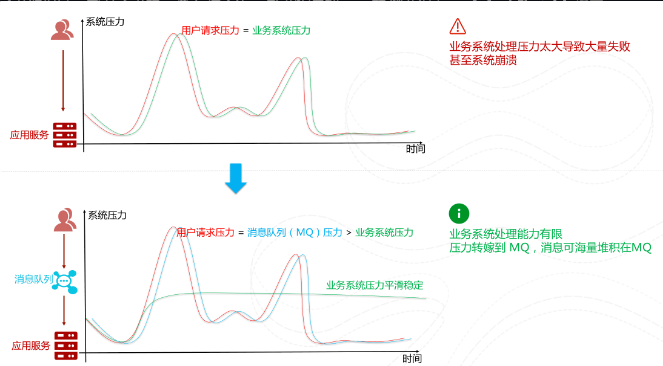 系统压力
用户请求压力 = 业务系统压力
业务系统处理压力太大导致大量失败
甚至系统崩溃
应用服务
时间
系统压力
用户请求压力 = 消息队列（MQ）压力 > 业务系统压力
业务系统处理能力有限
压力转嫁到 MQ，消息可海量堆积在MQ
消息队列
业务系统压力平滑稳定
应用服务
时间